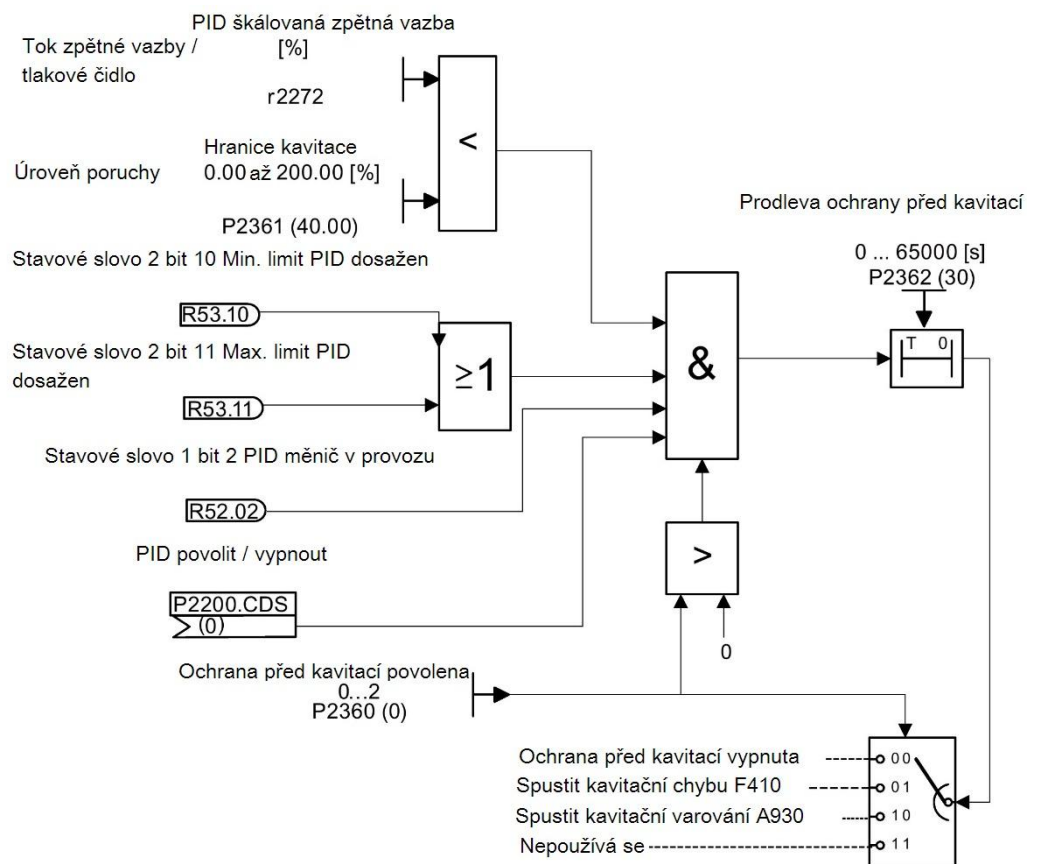 PID škálovaná zpětná vazba
[%]
Tok zpětné vazby /
tlakové čidlo
r2272
<
Hranice kavitace
Úroveň poruchy
0.00 až 200.00 [%]
P2361 (40.00)
Prodleva ochrany před kavitací
0 ... 65000 [s]
P2362 (30)
T 0
Stavové slovo 2 bit 10 Min. limit PID dosažen
R53.10
Stavové slovo 2 bit 11 Max. limit PID
dosažen
R53.11
≥1
&
Stavové slovo 1 bit 2 PID měnič v provozu
R52.02
PID povolit / vypnout
P2200.CDS
(0)
>
0
Ochrana před kavitací povolena
0...2
P2360 (0)
Ochrana před kavitací vypnuta
00
Spustit kavitační chybu F410
01
Spustit kavitační varování A930
10
Nepoužívá se
11